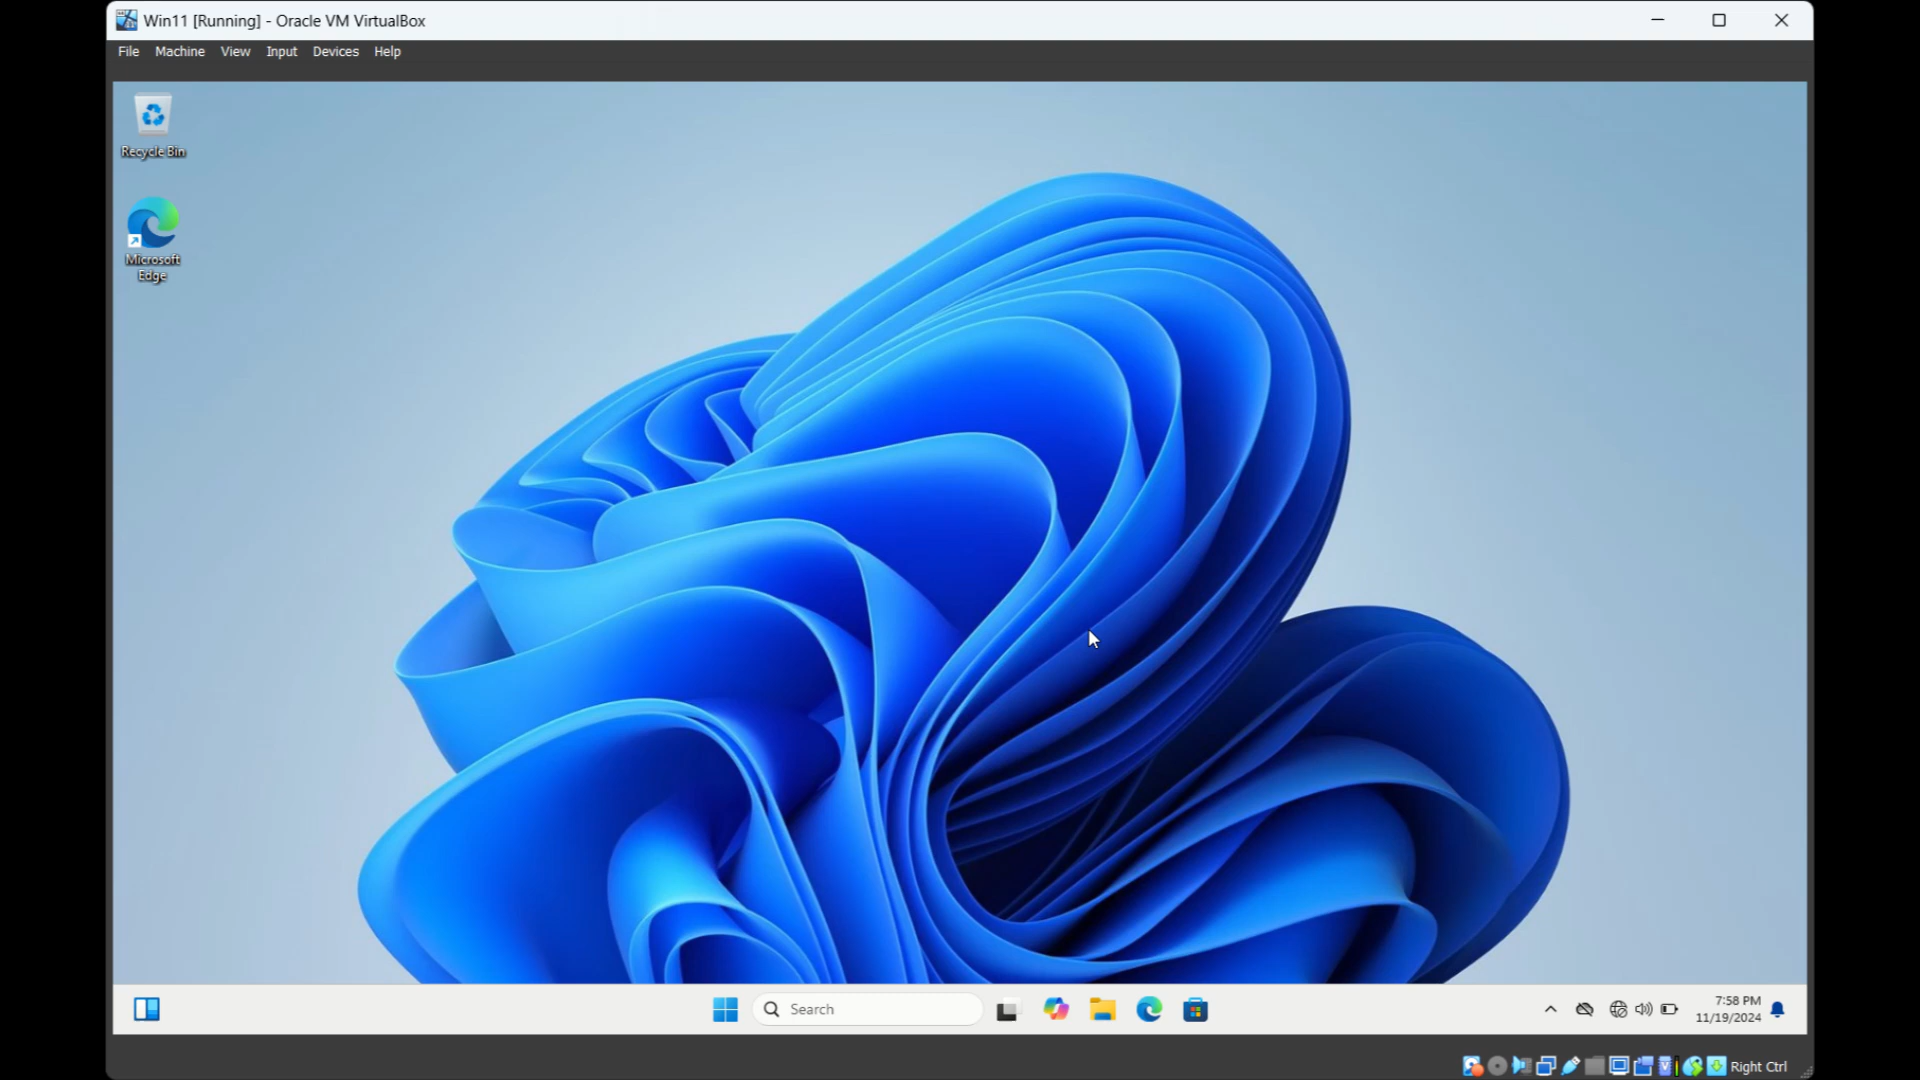 Win11 [Running] - Oracle VM VirtualBox
File Machine View Input Devices Help
Recycle Bin
Microsoft
Edge
Search
7:58 PM
11/19/2024
Right Ctrl